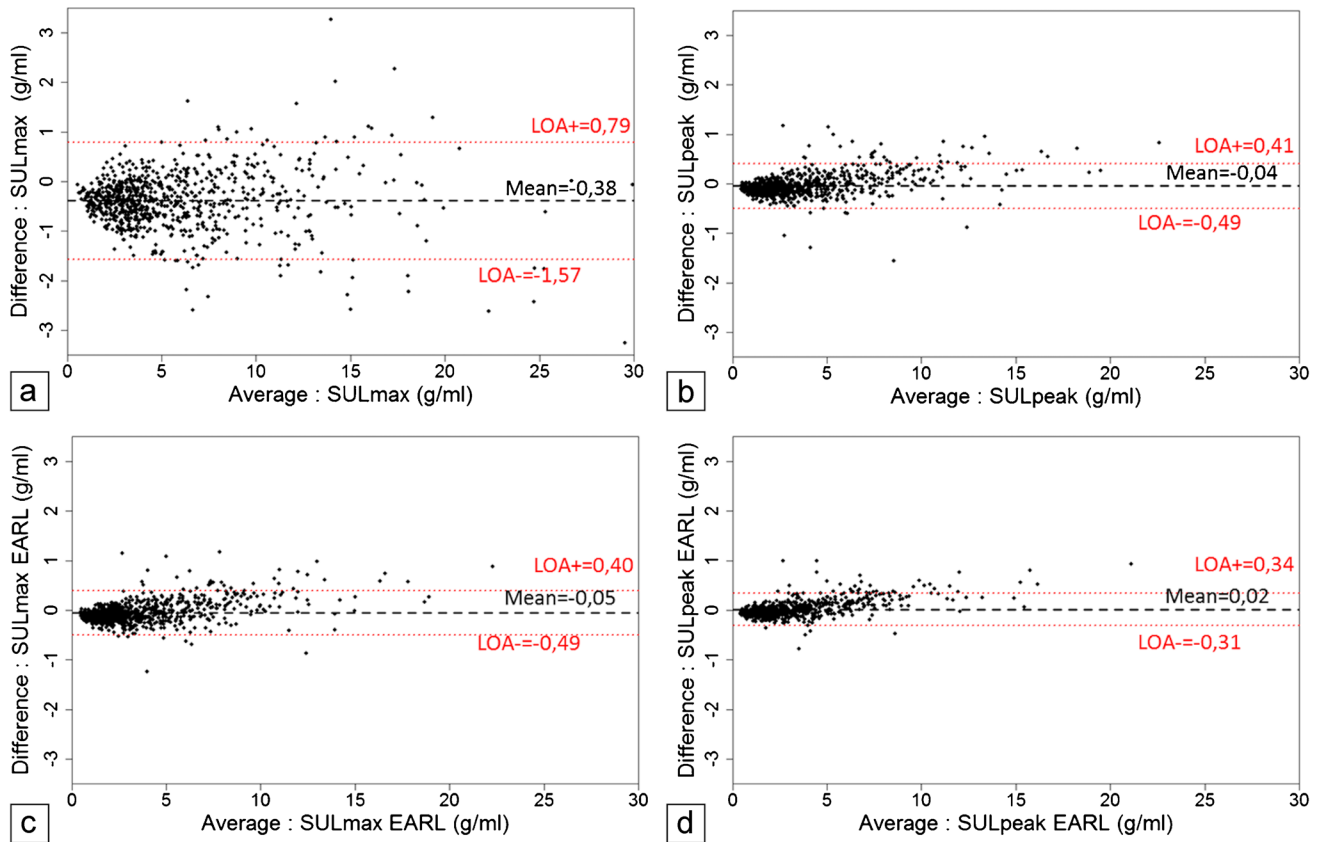 Difference : SULmax (g/ml)
3
2
1
0
-1
-2
-3
LOA+=0,79
Mean=-0,38
LOA-=-1,57
0 5 10 15 20 25 30
Average : SULmax (g/ml)
a
Difference : SULpeak (g/ml)
3
2
1
0
-1
-2
-3
LOA+=0,41
Mean=-0,04
LOA-=-0,49
0 5 10 15 20 25 30
Average : SULpeak (g/ml)
b
Difference : SULmax EARL (g/ml)
3
2
1
0
-1
-2
-3
LOA+=0,40
Mean=-0,05
LOA-=-0,49
0 5 10 15 20 25 30
Average : SULmax EARL (g/ml)
c
Difference : SULpeak EARL (g/ml)
3
2
1
0
-1
-2
-3
LOA+=0,34
Mean=0,02
LOA-=-0,31
0 5 10 15 20 25 30
Average : SULpeak EARL (g/ml)
d